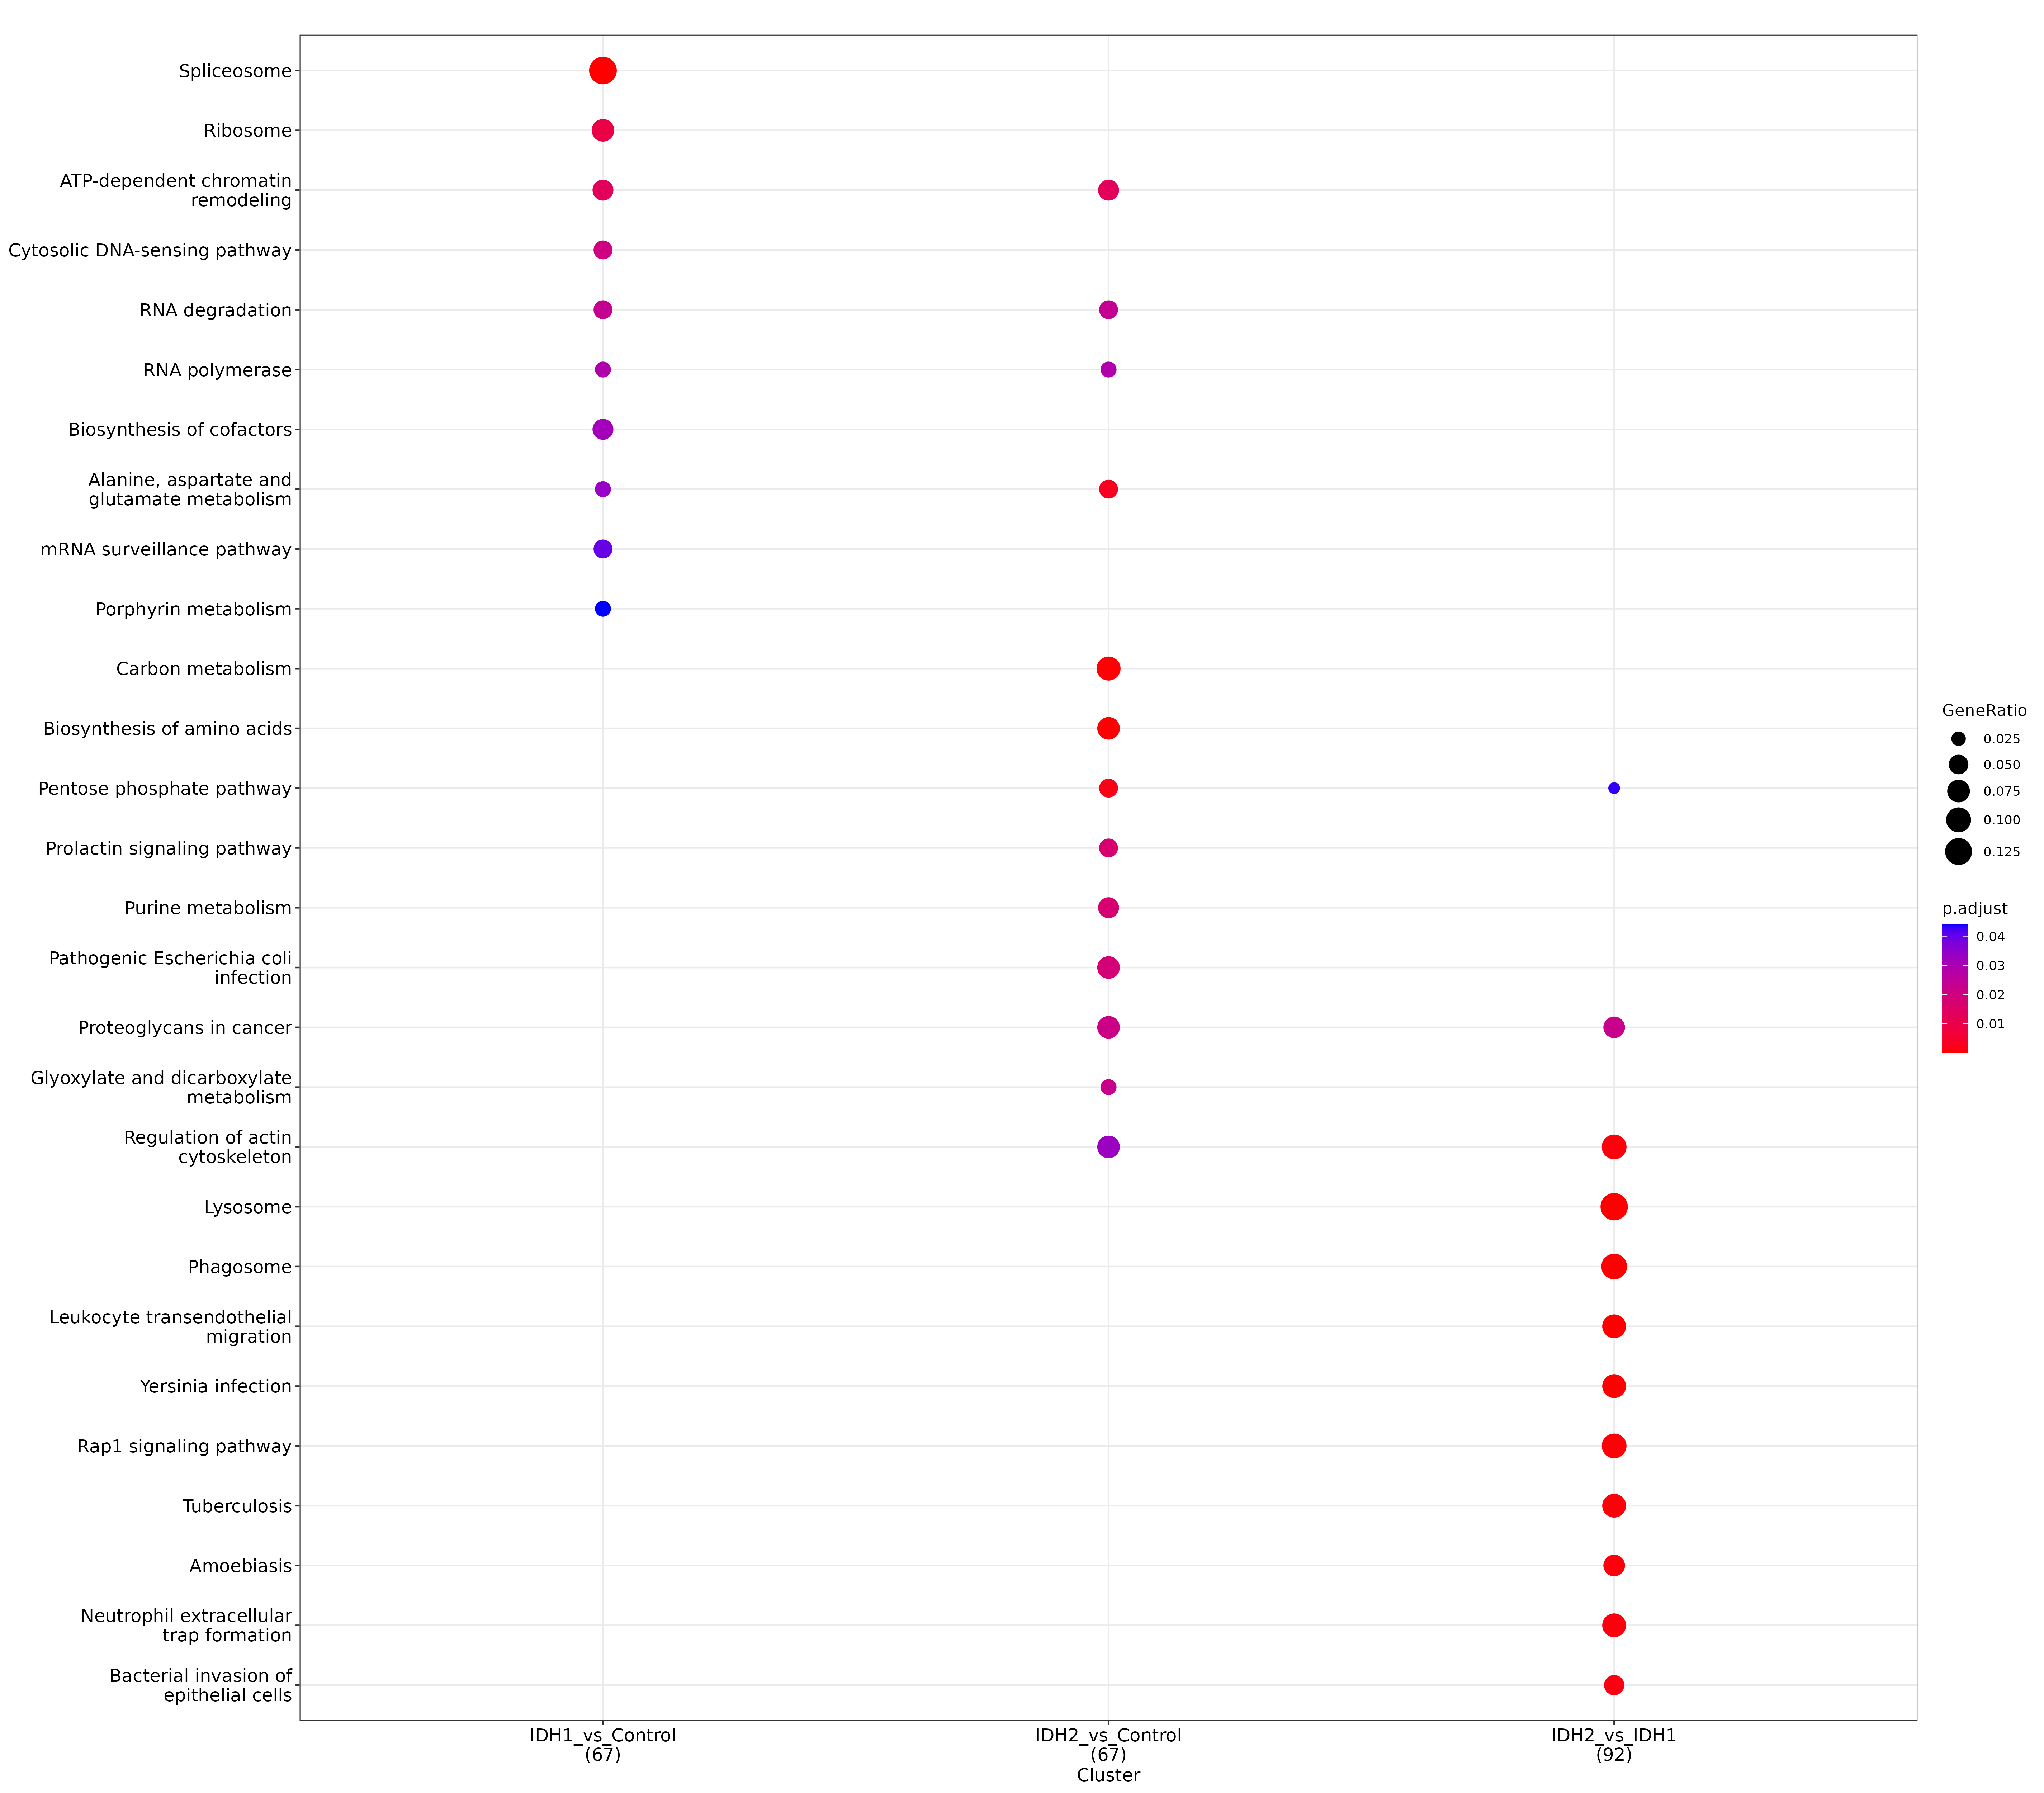 Spliceosome
Ribosome
ATP-dependent chromatin
remodeling
Cytosolic DNA-sensing pathway
RNA degradation
RNA polymerase
Biosynthesis of cofactors
Alanine, aspartate and
glutamate metabolism
mRNA surveillance pathway
Porphyrin metabolism
Carbon metabolism
Biosynthesis of amino acids
Pentose phosphate pathway
Prolactin signaling pathway
Purine metabolism
Pathogenic Escherichia coli
infection
Proteoglycans in cancer
Glyoxylate and dicarboxylate
metabolism
Regulation of actin
cytoskeleton
Lysosome
Phagosome
Leukocyte transendothelial
migration
Yersinia infection
Rap1 signaling pathway
Tuberculosis
Amoebiasis
Neutrophil extracellular
trap formation
Bacterial invasion of
epithelial cells
IDH1_vs_Control
(67)
IDH2_vs_Control
(67)
IDH2_vs_IDH1
(92)
Cluster
GeneRatio
0.025
0.050
0.075
0.100
0.125
p.adjust
0.04
0.03
0.02
0.01